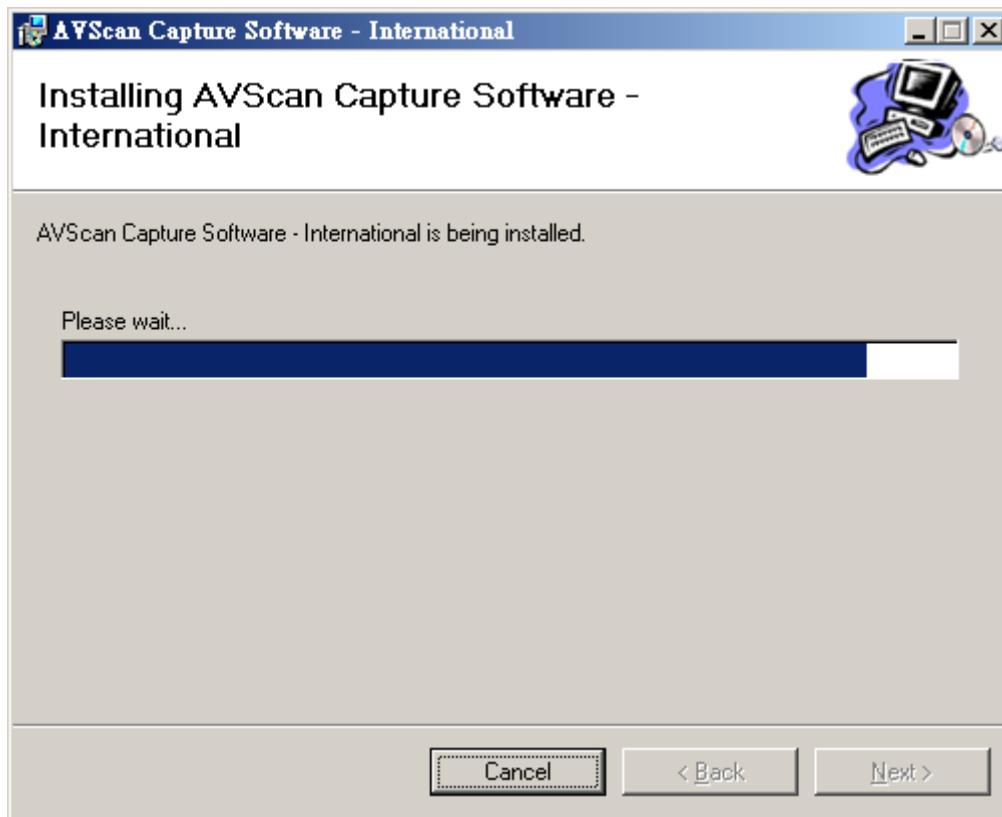 AVScan Capture Software - International
Installing AVScan Capture Software -
International
AVScan Capture Software - International is being installed.
Please wait...
Cancel
< Back
Next >